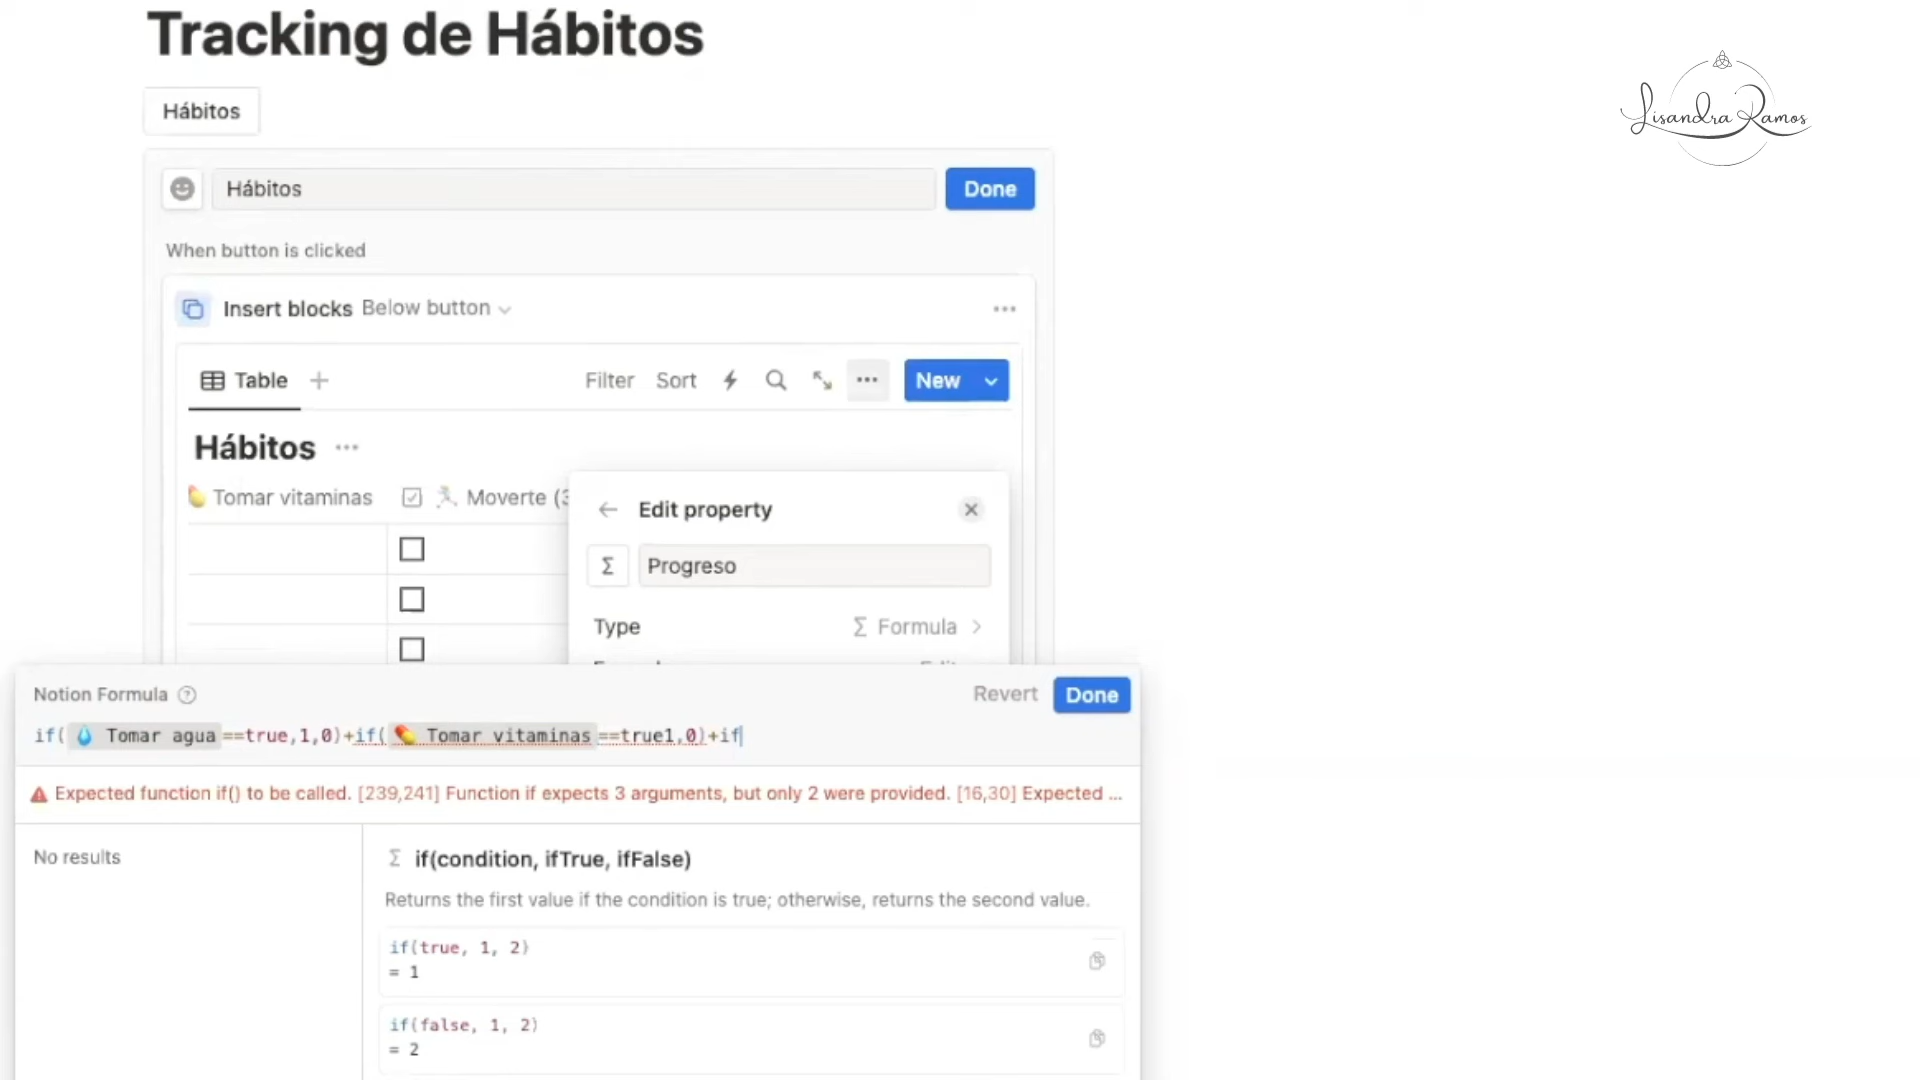 Tracking de Hábitos
Lisandra Ramos
Hábitos
Hábitos
Done
When button is clicked
Insert blocks Below button
Table
Filter Sort
New
Hábitos
Tomar vitaminas
Moverte (3
Edit property
Progreso
Type
Formula
Notion Formula
Revert
Done
if( Tomar agua ==true,1,0)+if( Tomar vitaminas ==true1,0)+if
Expected function if() to be called. [239,241] Function if expects 3 arguments, but only 2 were provided. [16,30] Expected ...
No results
if(condition, ifTrue, ifFalse)
Returns the first value if the condition is true; otherwise, returns the second value.
if(true, 1, 2)
= 1
if(false, 1, 2)
= 2